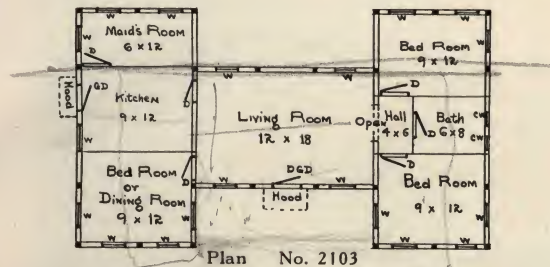 W
W
Maid's Room
6 x 12
D
GD
Hood
Kitchen
9 x 12
D
W
Bed Room
or
Dining Room
9 x 12
D
W
W
W
W
W
W
Living Room
12 x 18
Open
DGD
W
W
Hood
W
W
Bed Room
9 x 12
D
Hall
4 x 6
Bath
6 x 8
D
CW
CW
D
Bed Room
9 x 12
W
W
W
W
Plan No. 2103